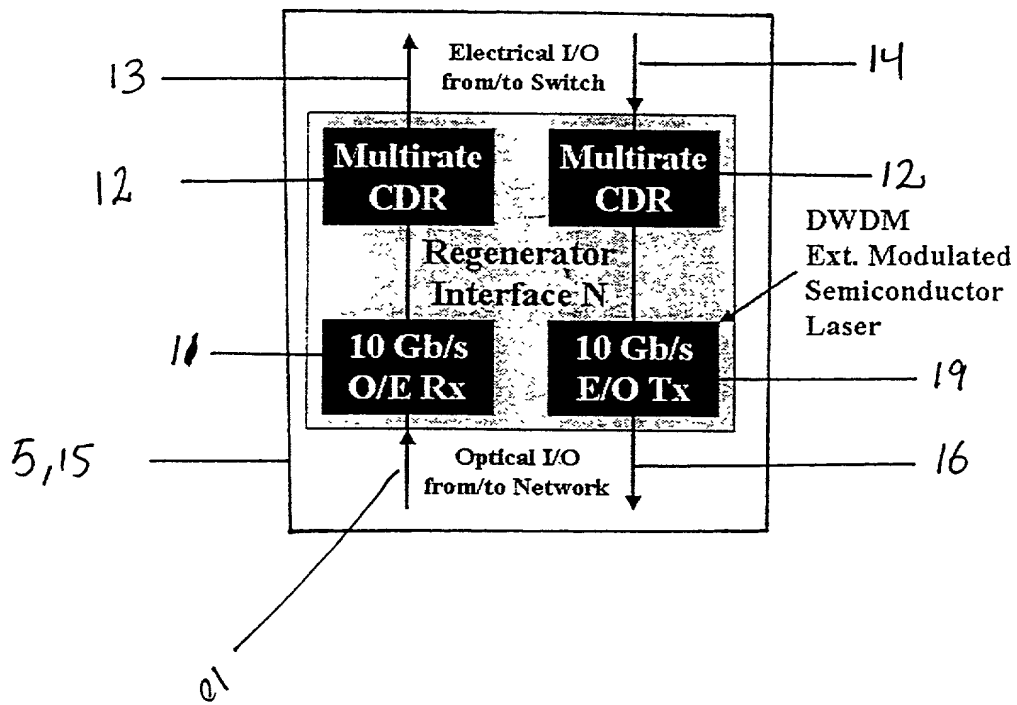 Electrical I/O
from/to Switch
13
14
Multirate
CDR
Multirate
CDR
12
12
DWDM
Ext. Modulated
Semiconductor
Laser
Regenerator
Interface N
11
10 Gb/s
O/E Rx
10 Gb/s
E/O Tx
19
5,15
Optical I/O
from/to Network
16